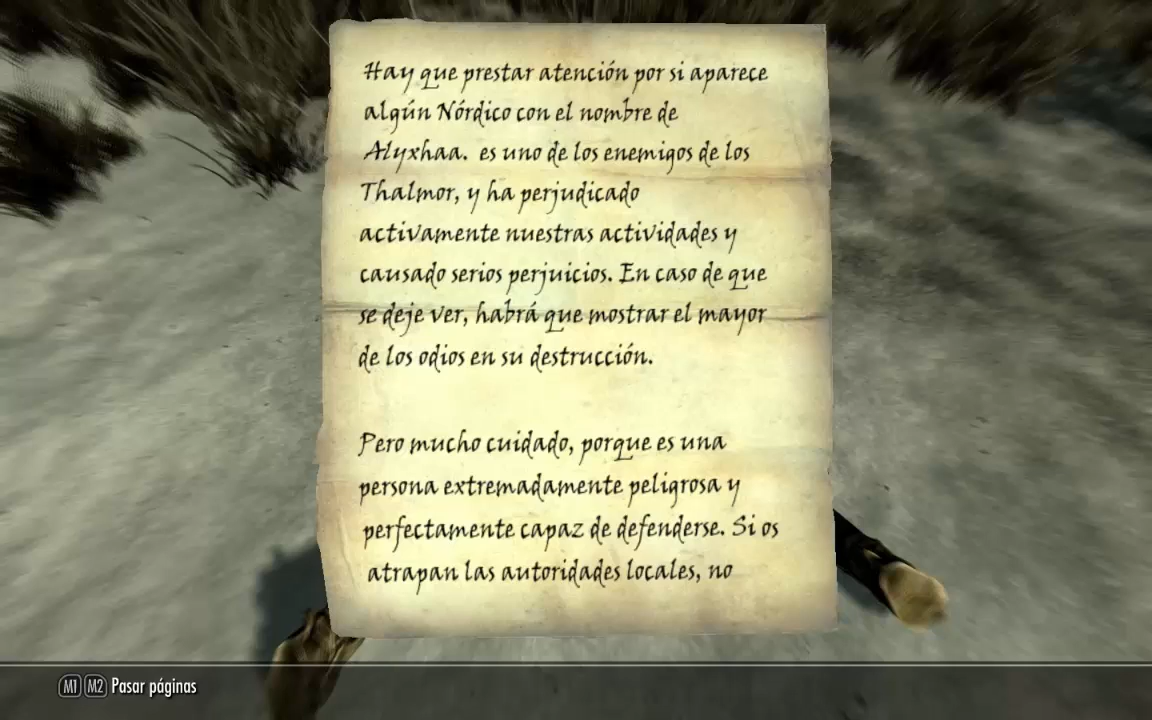 Hay que prestar atención por si aparece
algún Nórdico con el nombre de
Alyxhaa. es uno de los enemigos de los
Thalmor, y ha perjudicado
activamente nuestras actividades y
causado serios perjuicios. En caso de que
se deje ver, habrá que mostrar el mayor
de los odios en su destrucción.
Pero mucho cuidado, porque es una
persona extremadamente peligrosa y
perfectamente capaz de defenderse. Si os
atrapan las autoridades locales, no
M1 M2 Pasar páginas